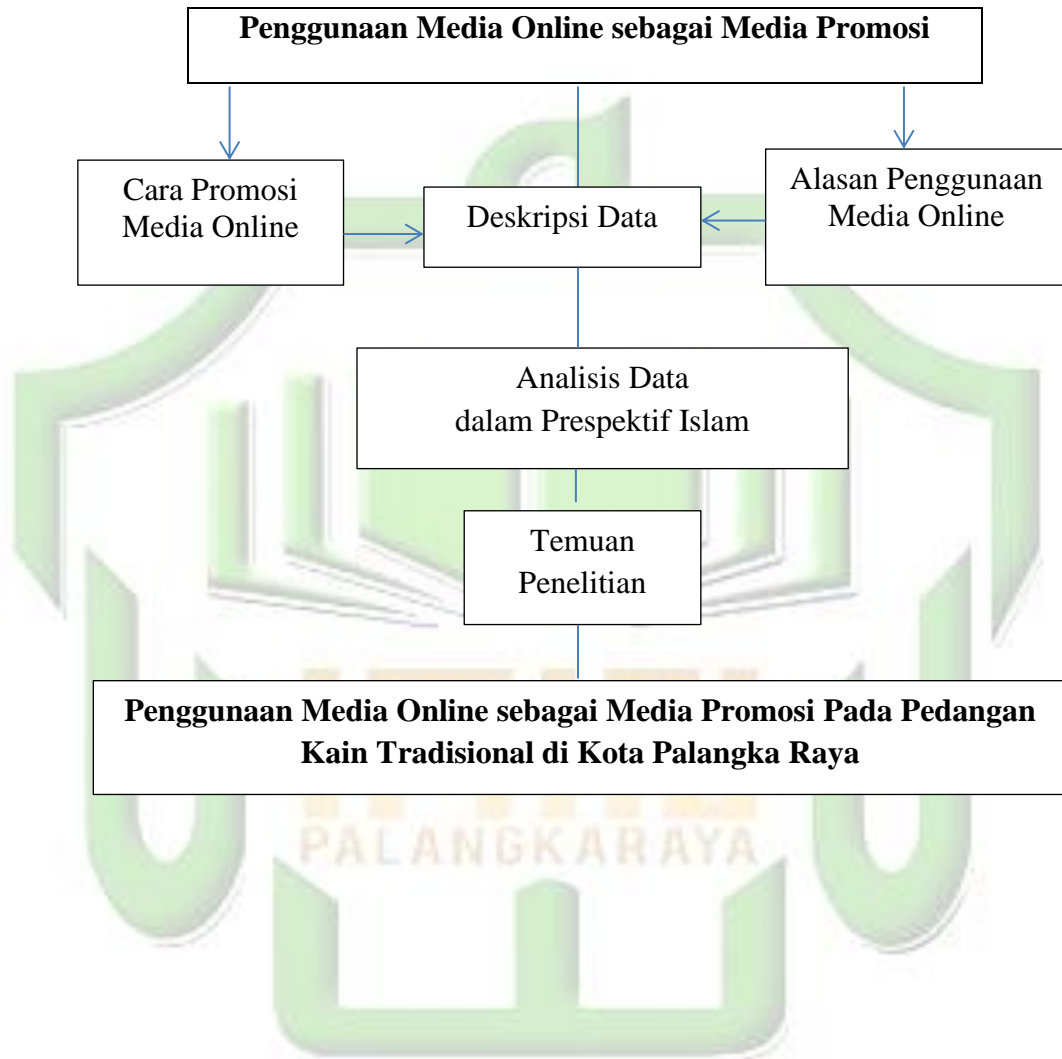 Penggunaan Media Online sebagai Media Promosi
Cara Promosi
Media Online
Deskripsi Data
Alasan Penggunaan
Media Online
Analisis Data
dalam Prespektif Islam
Temuan
Penelitian
Penggunaan Media Online sebagai Media Promosi Pada Pedangan
Kain Tradisional di Kota Palangka Raya
PALANGKARAYA